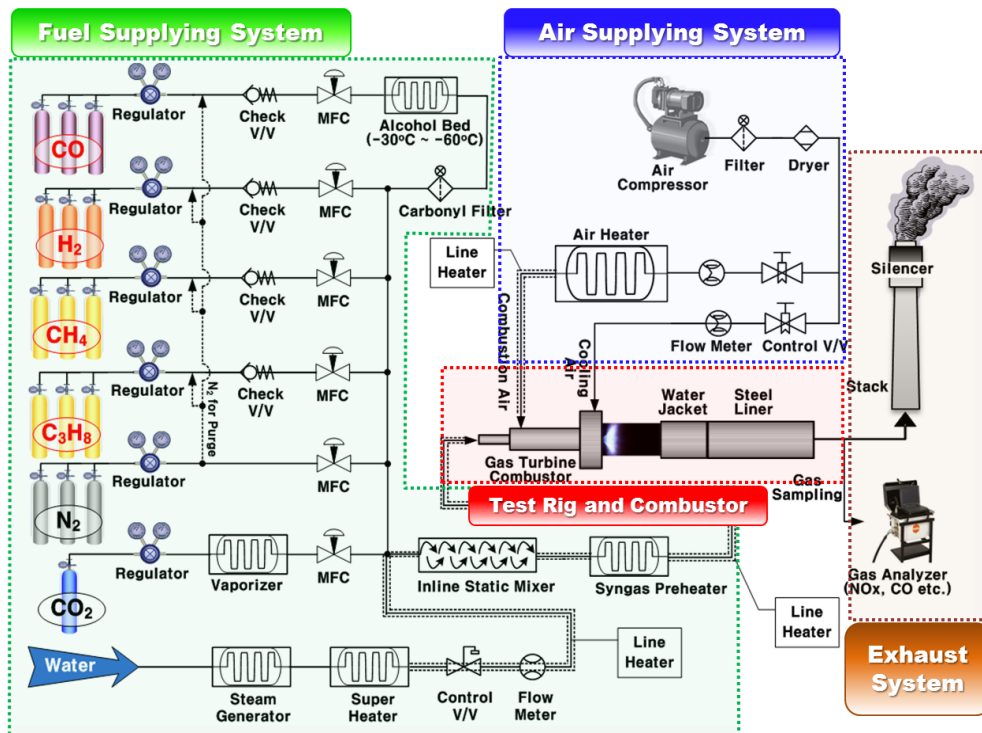 Fuel Supplying System
Air Supplying System
Regulator
Check
V/V
MFC
Alcohol Bed
(−30°C ~ −60°C)
CO
Regulator
Check
V/V
MFC
Carbonyl Filter
H2
Regulator
Check
V/V
MFC
CH4
Regulator
Check
V/V
MFC
C3H8
N2 for Purge
Regulator
MFC
N2
Regulator
Vaporizer
MFC
CO2
Inline Static Mixer
Syngas Preheater
Water
Steam
Generator
Super
Heater
Control
V/V
Flow
Meter
Line
Heater
Line
Heater
Air
Compressor
Filter
Dryer
Line
Heater
Air Heater
Combustion Air
Cooling
Air
Flow Meter
Control V/V
Water
Jacket
Steel
Liner
Gas Turbine
Combustor
Gas
Sampling
Test Rig and Combustor
Silencer
Stack
Gas Analyzer
(NOx, CO etc.)
Exhaust
System